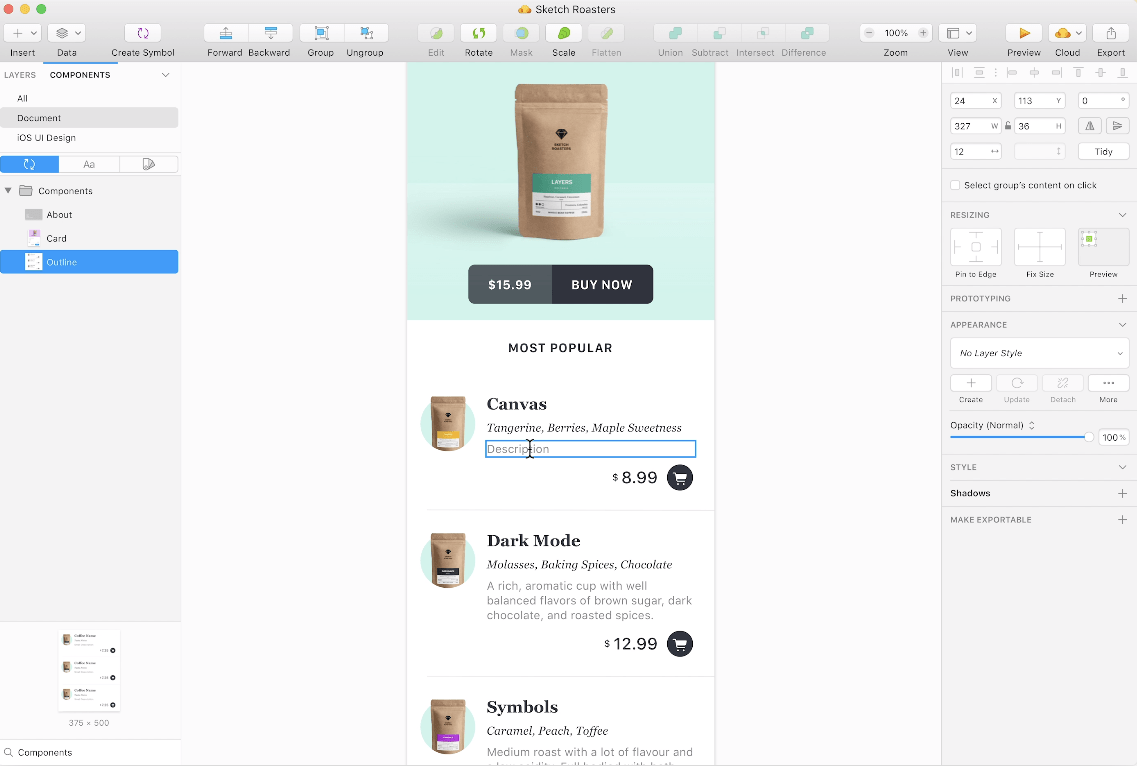 Sketch Roasters
Insert
Data
Create Symbol
Forward
Backward
Group
Ungroup
Edit
Rotate
Mask
Scale
Flatten
Union
Subtract
Intersect
Difference
100%
Zoom
View
Preview
Cloud
Export
LAYERS
COMPONENTS
All
Document
iOS UI Design
Aa
Components
About
Card
Outline
375 × 500
Components
SKETCH
ROASTERS
LAYERS
$15.99
BUY NOW
MOST POPULAR
Canvas
Tangerine, Berries, Maple Sweetness
Description
$ 8.99
Dark Mode
Molasses, Baking Spices, Chocolate
A rich, aromatic cup with well
balanced flavors of brown sugar, dark
chocolate, and roasted spices.
$ 12.99
Symbols
Caramel, Peach, Toffee
Medium roast with a lot of flavour and
24 X
113 Y
0 °
327 W
36 H
12
Tidy
Select group's content on click
RESIZING
Pin to Edge
Fix Size
Preview
PROTOTYPING
APPEARANCE
No Layer Style
Create
Update
Detach
More
Opacity (Normal)
100 %
STYLE
Shadows
MAKE EXPORTABLE